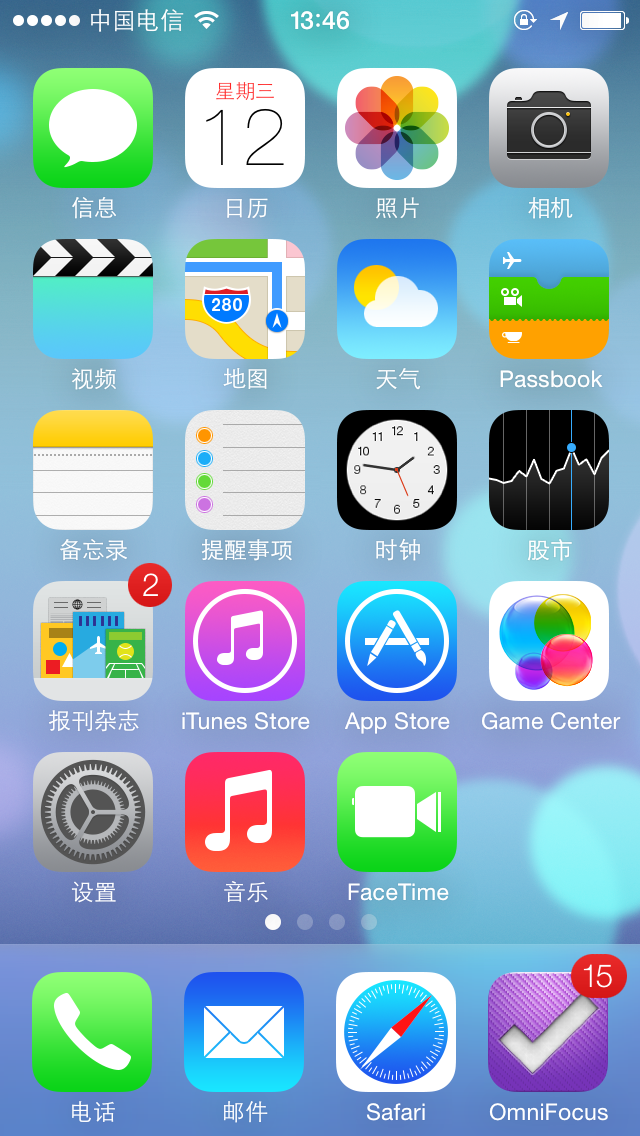 中国电信 13:46
星期三
12
信息 日历 照片 相机
280
视频 地图 天气 Passbook
12
11 1
10 2
9 3
8 4
7 5
6
备忘录 提醒事项 时钟 股市
2
报刊杂志 iTunes Store App Store Game Center
设置 音乐 FaceTime
15
电话 邮件 Safari OmniFocus